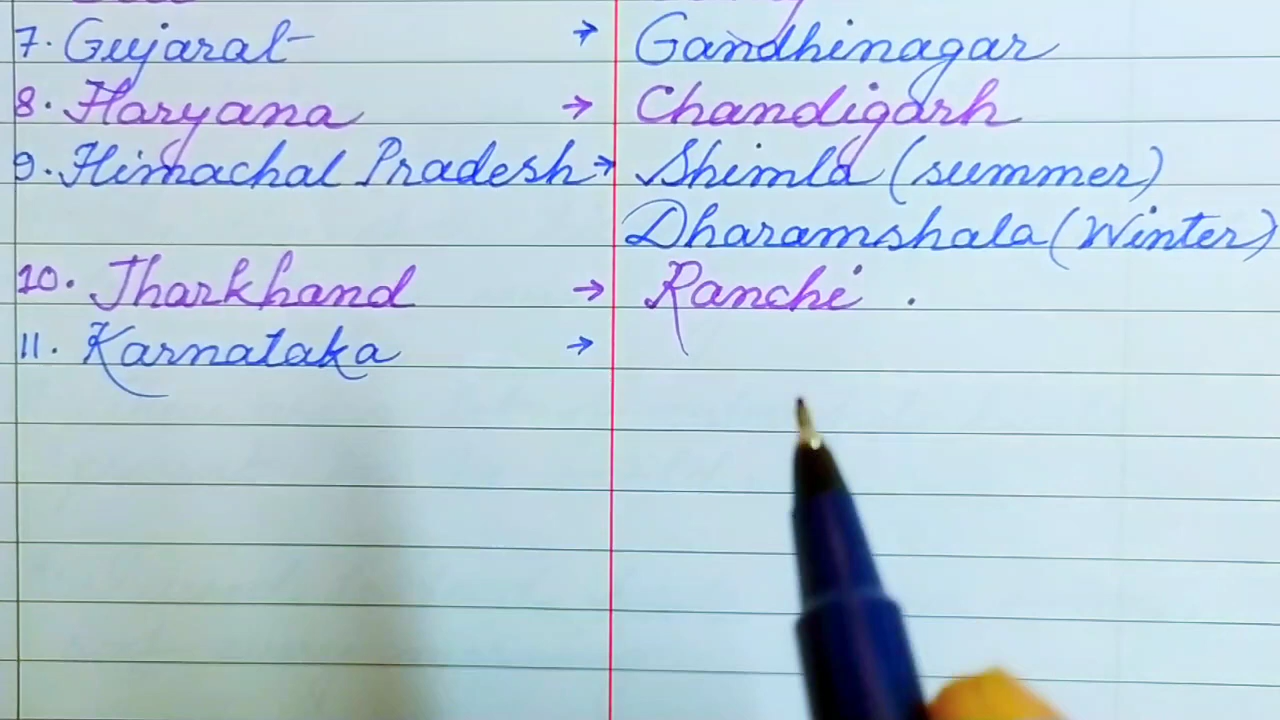 7. Gujarat → Gandhinagar
8. Haryana → Chandigarh
9. Himachal Pradesh → Shimla (summer)
Dharamshala (Winter)
10. Jharkhand → Ranchi .
11. Karnataka →